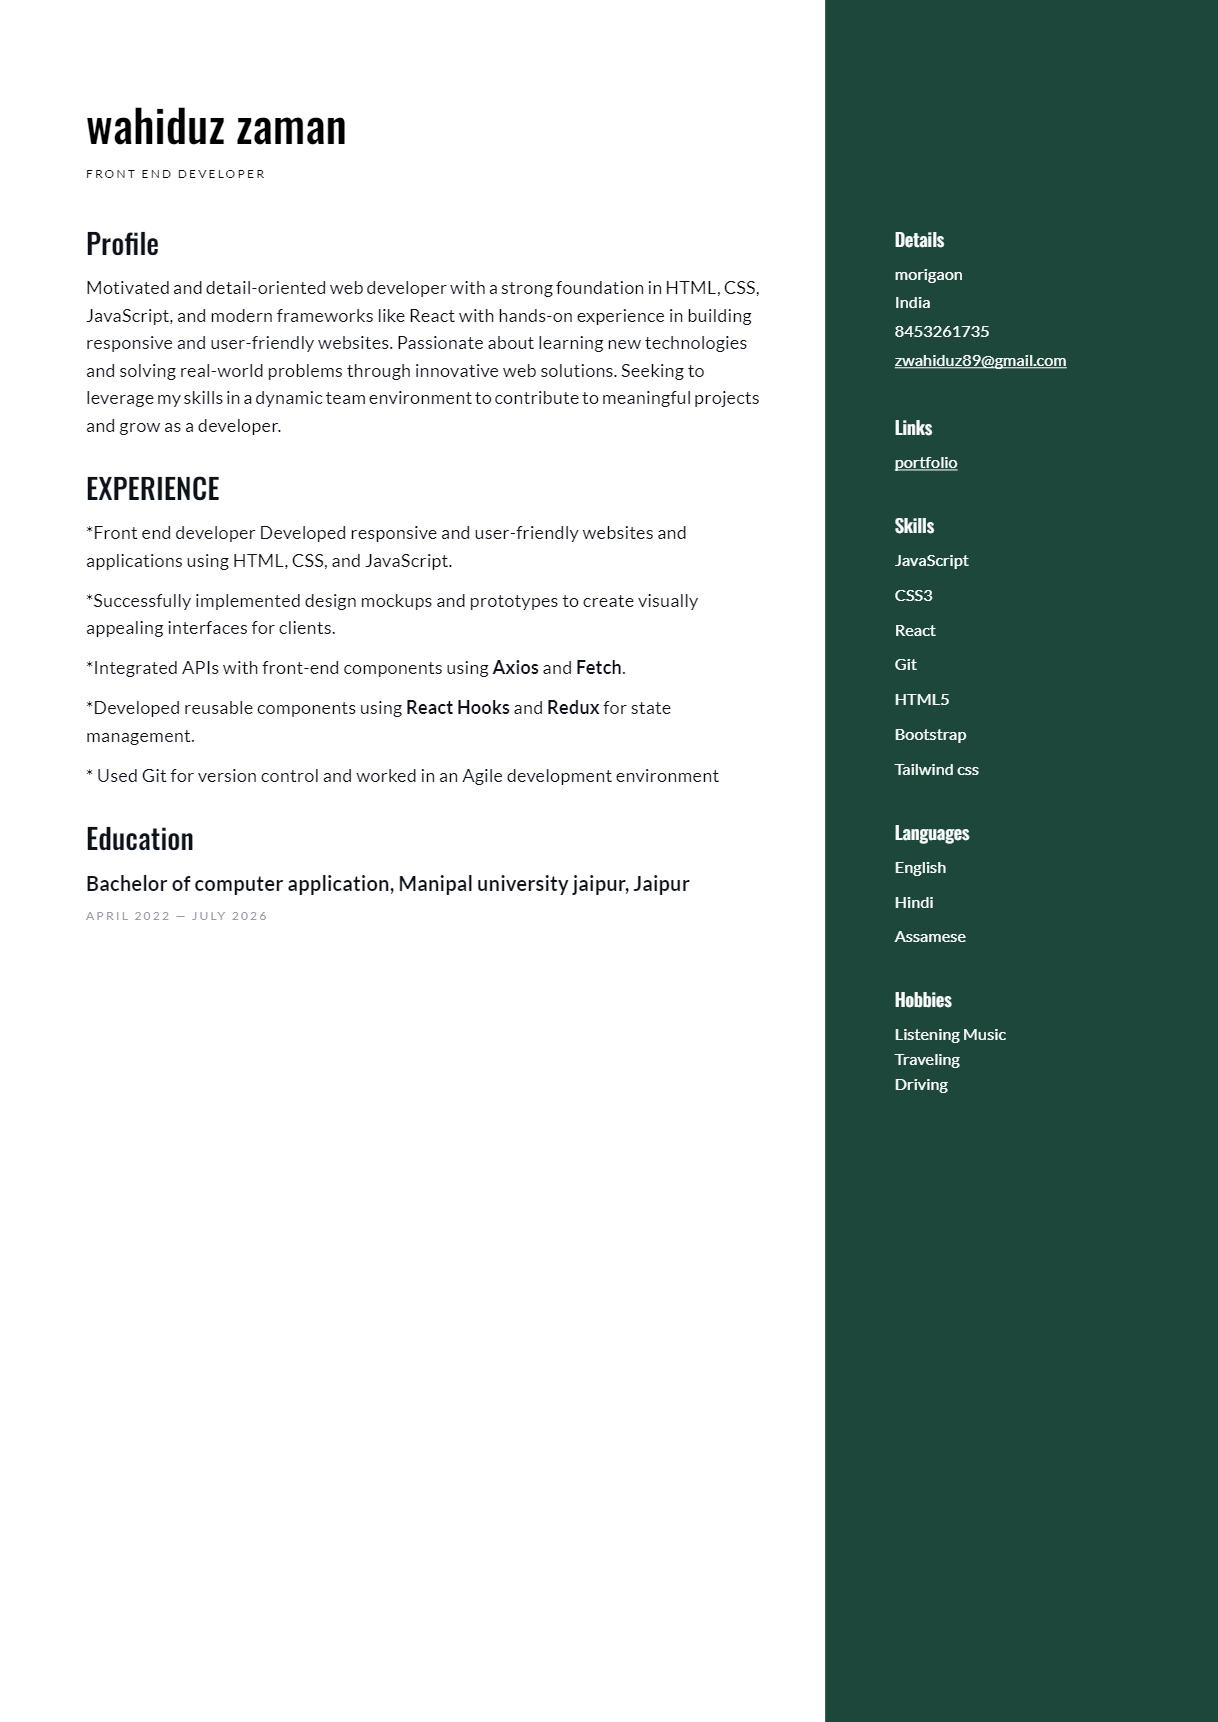 wahiduz zaman
FRONT END DEVELOPER
Profile
Motivated and detail-oriented web developer with a strong foundation in HTML, CSS,
JavaScript, and modern frameworks like React with hands-on experience in building
responsive and user-friendly websites. Passionate about learning new technologies
and solving real-world problems through innovative web solutions. Seeking to
leverage my skills in a dynamic team environment to contribute to meaningful projects
and grow as a developer.
EXPERIENCE
*Front end developer Developed responsive and user-friendly websites and
applications using HTML, CSS, and JavaScript.
*Successfully implemented design mockups and prototypes to create visually
appealing interfaces for clients.
*Integrated APIs with front-end components using Axios and Fetch.
*Developed reusable components using React Hooks and Redux for state
management.
* Used Git for version control and worked in an Agile development environment
Education
Bachelor of computer application, Manipal university jaipur, Jaipur
APRIL 2022 — JULY 2026
Details
morigaon
India
8453261735
zwahiduz89@gmail.com
Links
portfolio
Skills
JavaScript
CSS3
React
Git
HTML5
Bootstrap
Tailwind css
Languages
English
Hindi
Assamese
Hobbies
Listening Music
Traveling
Driving